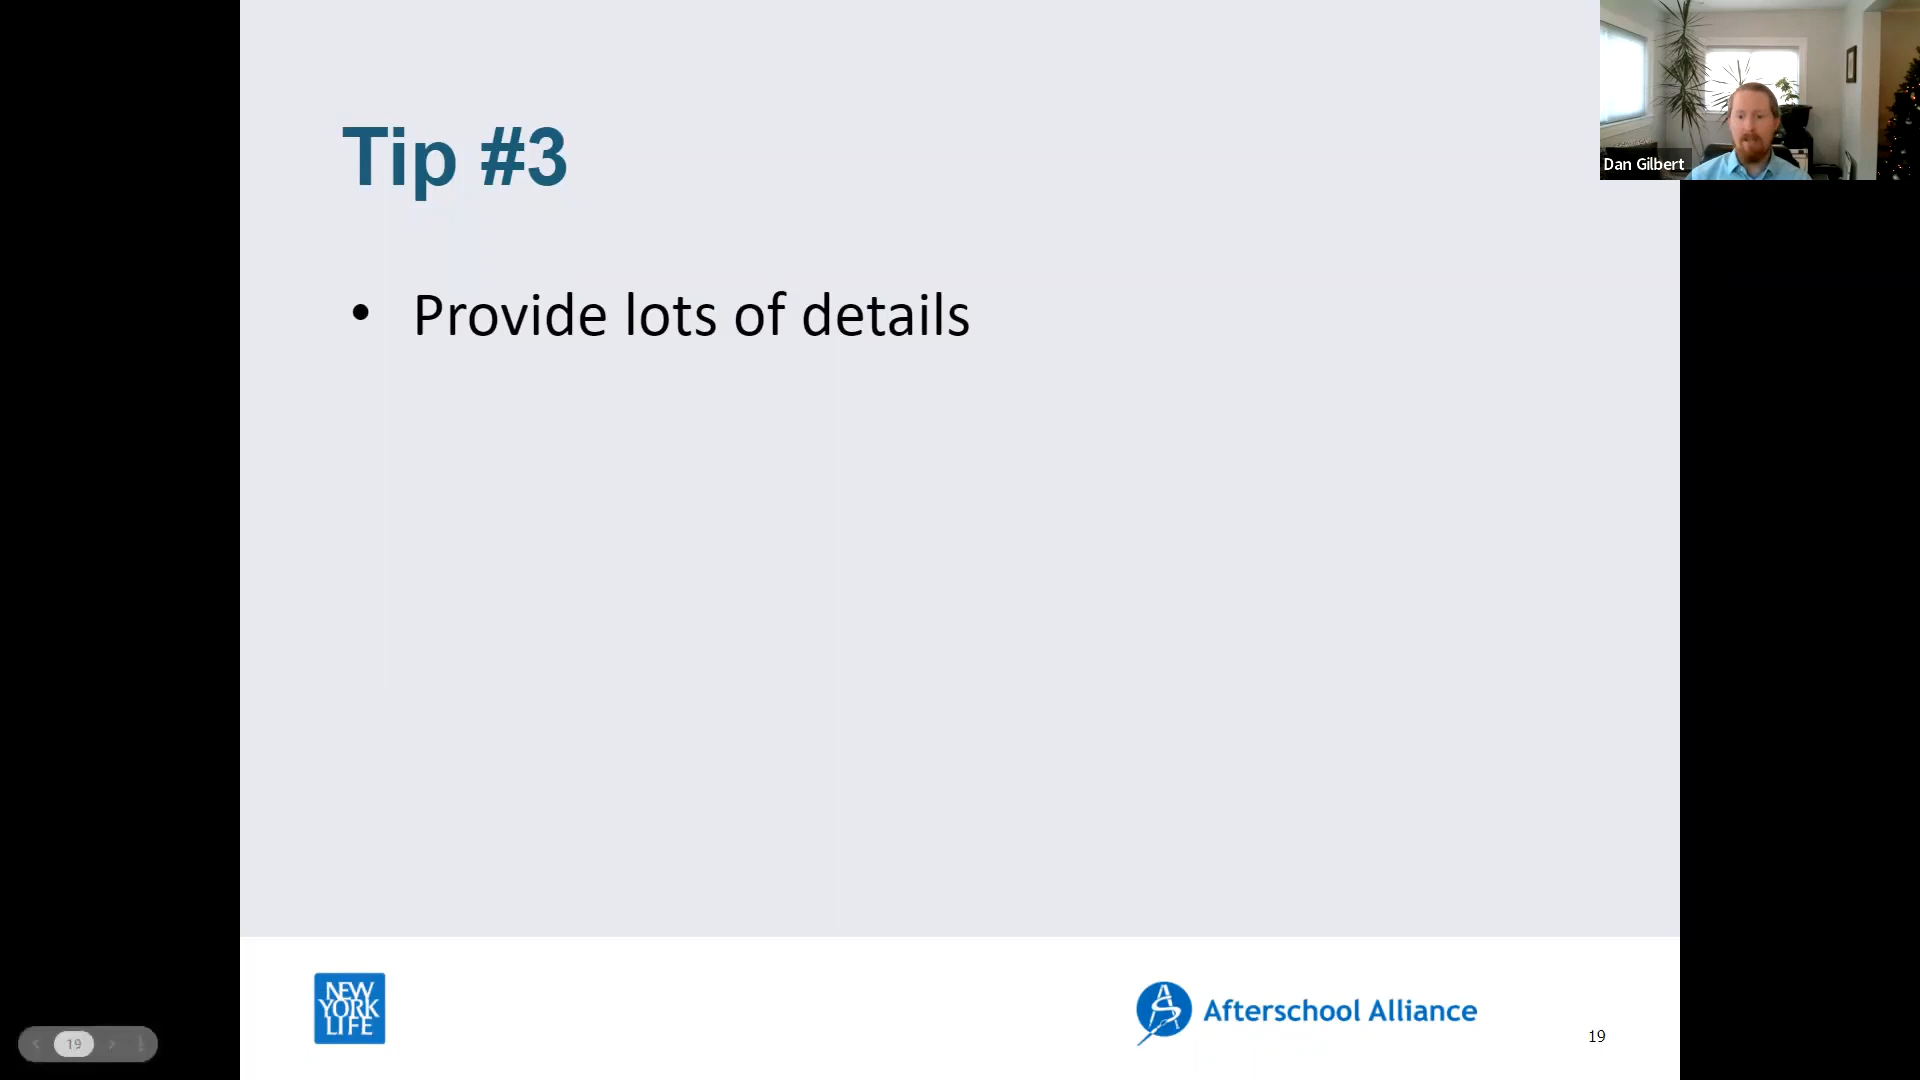 Tip #3
Dan Gilbert
• Provide lots of details
NEW
YORK
LIFE
Afterschool Alliance
19
19